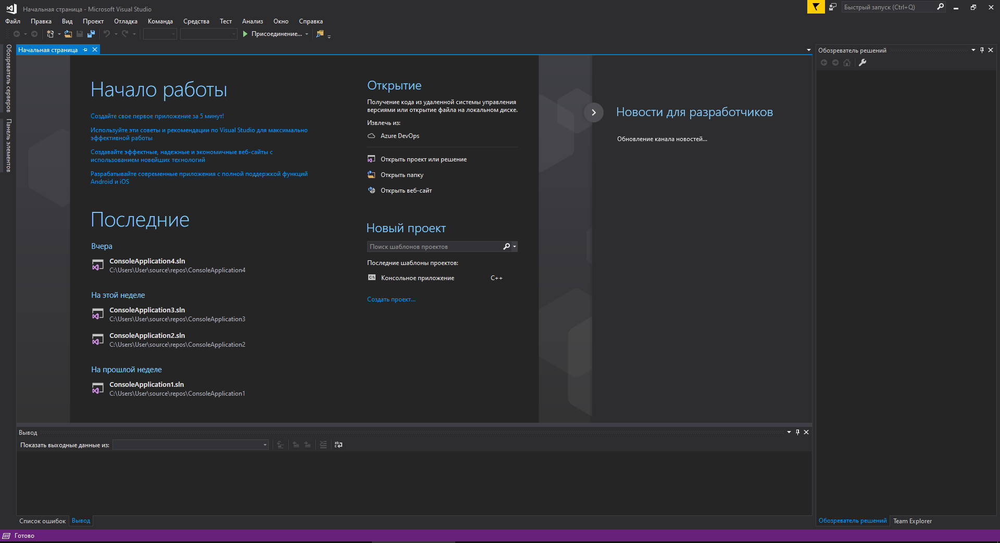 Начальная страница - Microsoft Visual Studio
Быстрый запуск (Ctrl+Q)
Файл Правка Вид Проект Отладка Команда Средства Тест Анализ Окно Справка
Присоединение...
Обозреватель серверов
Панель элементов
Начальная страница
Начало работы
Создайте свое первое приложение за 5 минут!
Используйте эти советы и рекомендации по Visual Studio для максимально
эффективной работы
Создавайте эффектные, надежные и экономичные веб-сайты с
использованием новейших технологий
Разрабатывайте современные приложения с полной поддержкой функций
Android и iOS
Последние
Вчера
ConsoleApplication4.sln
C:\Users\User\source\repos\ConsoleApplication4
На этой неделе
ConsoleApplication3.sln
C:\Users\User\source\repos\ConsoleApplication3
ConsoleApplication2.sln
C:\Users\User\source\repos\ConsoleApplication2
На прошлой неделе
ConsoleApplication1.sln
C:\Users\User\source\repos\ConsoleApplication1
Открытие
Получение кода из удаленной системы управления
версиями или открытие файла на локальном диске.
Извлечь из:
Azure DevOps
Открыть проект или решение
Открыть папку
Открыть веб-сайт
Новый проект
Поиск шаблонов проектов
Последние шаблоны проектов:
Консольное приложение C++
Создать проект...
Новости для разработчиков
Обновление канала новостей...
Обозреватель решений
Вывод
Показать выходные данные из:
Список ошибок Вывод
Обозреватель решений Team Explorer
Готово